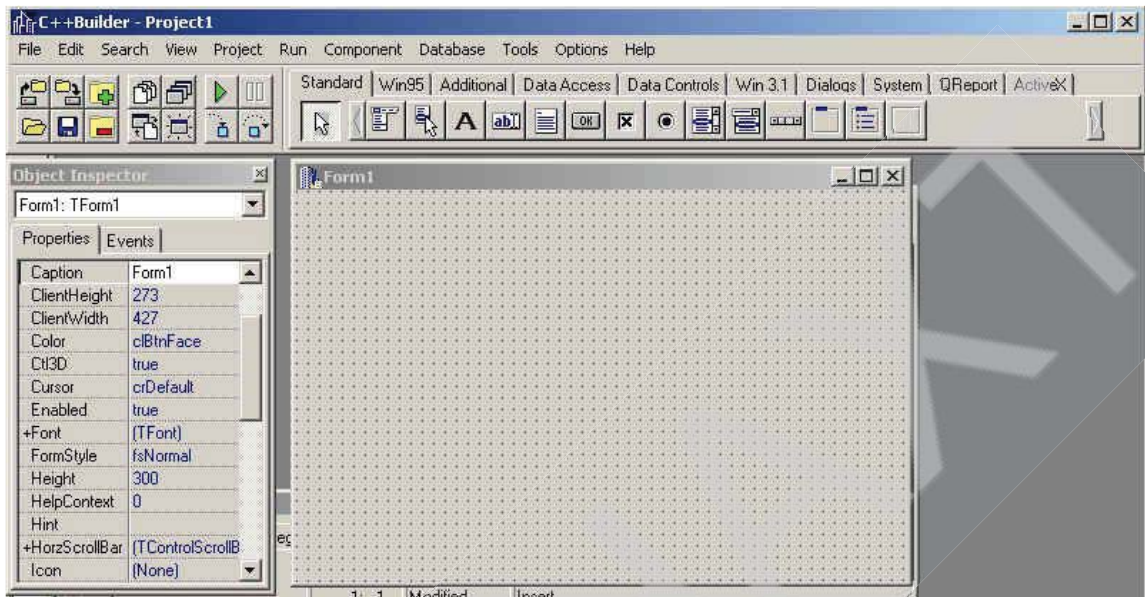 C++Builder - Project1
File Edit Search View Project Run Component Database Tools Options Help
Standard Win95 Additional Data Access Data Controls Win 3.1 Dialogs System QReport ActiveX
A ab OK
Object Inspector
Form1: TForm1
Properties Events
Caption Form1
ClientHeight 273
ClientWidth 427
Color clBtnFace
Ctl3D true
Cursor crDefault
Enabled true
+Font (TFont)
FormStyle fsNormal
Height 300
HelpContext 0
Hint
+HorzScrollBar (TControlScrollB
Icon (None)
Form1
1: 1 Modified Insert